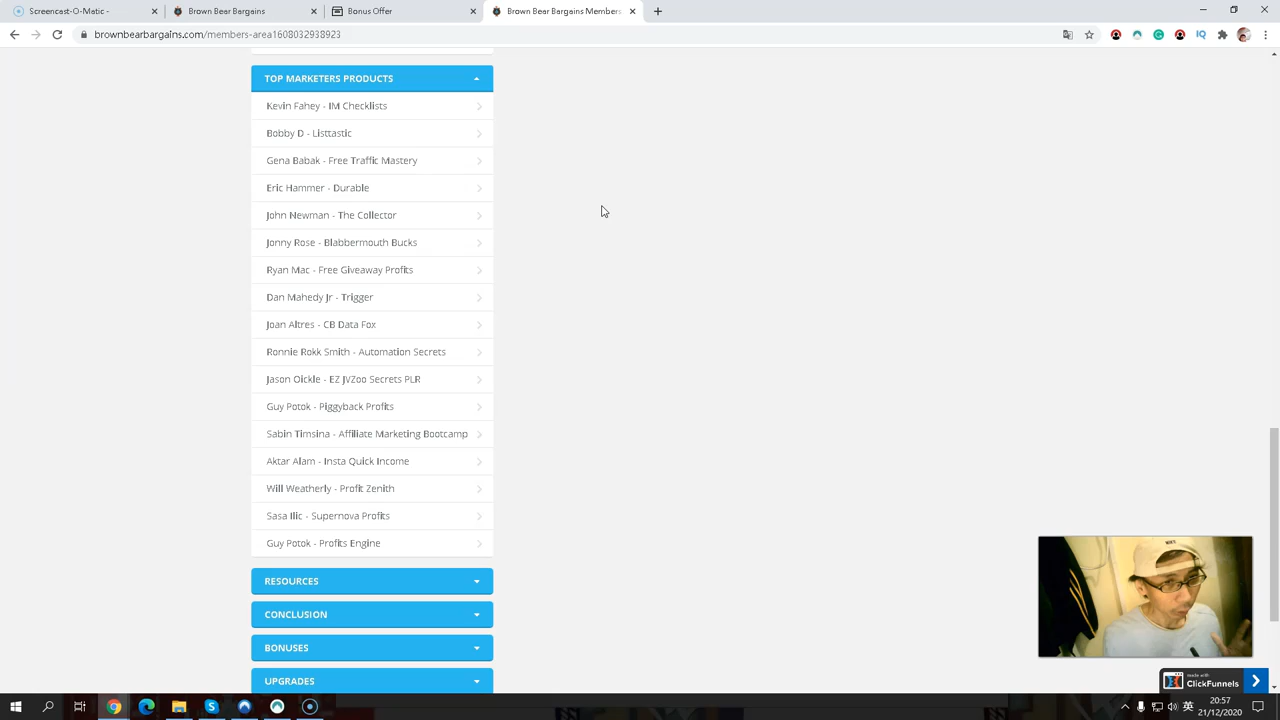 Screencast-O-Matic -
Brown Bear Bargains
Bonus Offer
Brown Bear Bargains Members
brownbearbargains.com/members-area1608032938923
IQ
TOP MARKETERS PRODUCTS
Kevin Fahey - IM Checklists
Bobby D - Listtastic
Gena Babak - Free Traffic Mastery
Eric Hammer - Durable
John Newman - The Collector
Jonny Rose - Blabbermouth Bucks
Ryan Mac - Free Giveaway Profits
Dan Mahedy Jr - Trigger
Joan Altres - CB Data Fox
Ronnie Rokk Smith - Automation Secrets
Jason Oickle - EZ JVZoo Secrets PLR
Guy Potok - Piggyback Profits
Sabin Timsina - Affiliate Marketing Bootcamp
Aktar Alam - Insta Quick Income
Will Weatherly - Profit Zenith
Sasa Ilic - Supernova Profits
Guy Potok - Profits Engine
RESOURCES
CONCLUSION
BONUSES
UPGRADES
made with
ClickFunnels
英
20:57
21/12/2020